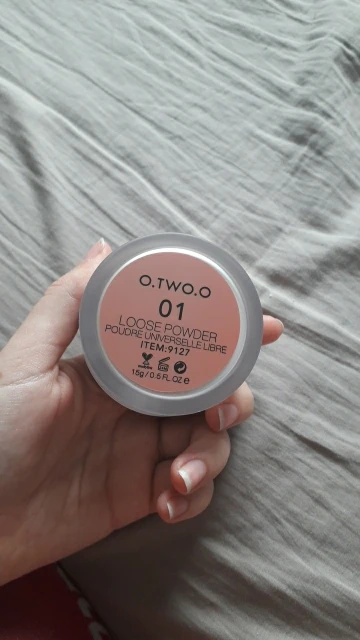 O.TWO.O
01
LOOSE POWDER
POUDRE UNIVERSELLE LIBRE
ITEM:9127
15g/0.5 FL OZ e